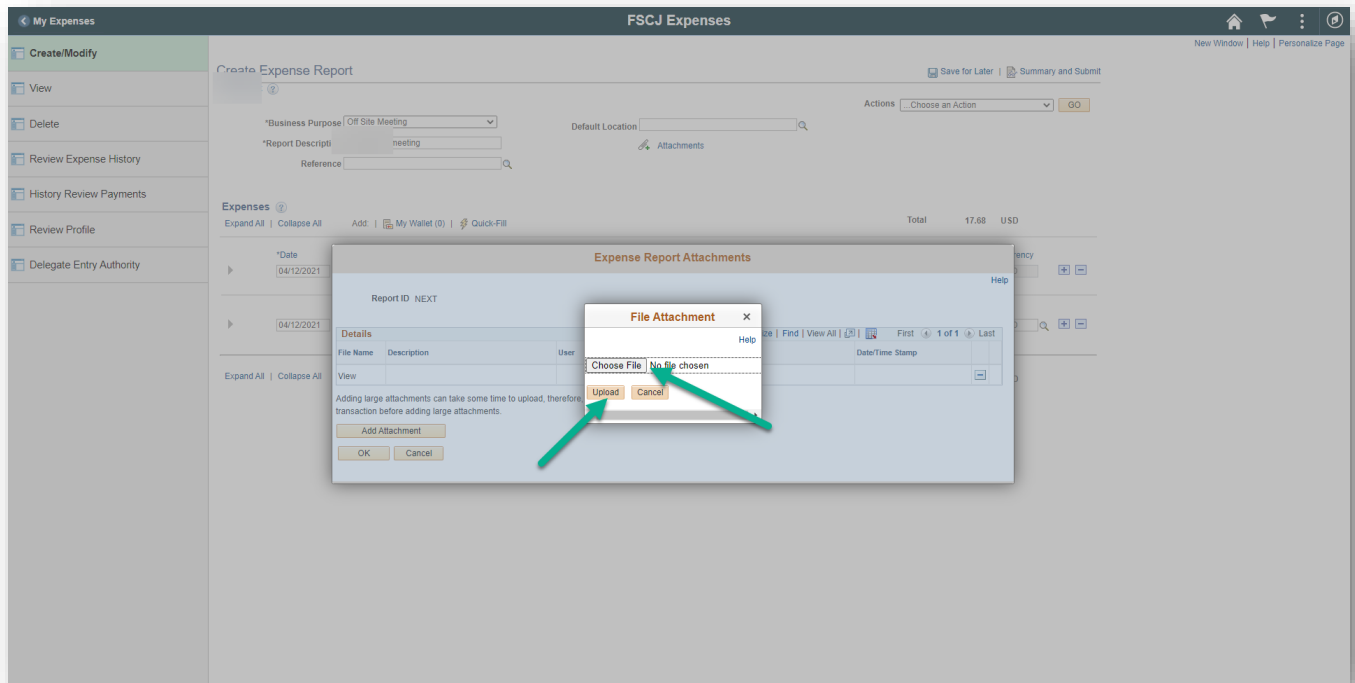 My Expenses
FSCJ Expenses
New Window | Help | Personalize Page
Create/Modify
View
Delete
Review Expense History
History Review Payments
Review Profile
Delegate Entry Authority
Create Expense Report
Save for Later | Summary and Submit
Actions ...Choose an Action GO
*Business Purpose Off Site Meeting
Default Location
*Report Descripti meeting
Attachments
Reference
Expenses
Expand All | Collapse All Add: | My Wallet (0) | Quick-Fill
Total 17.68 USD
*Date
ency
04/12/2021
04/12/2021
Expand All | Collapse All
Expense Report Attachments
Help
Report ID NEXT
Details
ze | Find | View All | First 1 of 1 Last
File Name Description User Date/Time Stamp
View
Adding large attachments can take some time to upload, therefore,
transaction before adding large attachments.
Add Attachment
OK Cancel
File Attachment ×
Help
Choose File No file chosen
Upload Cancel